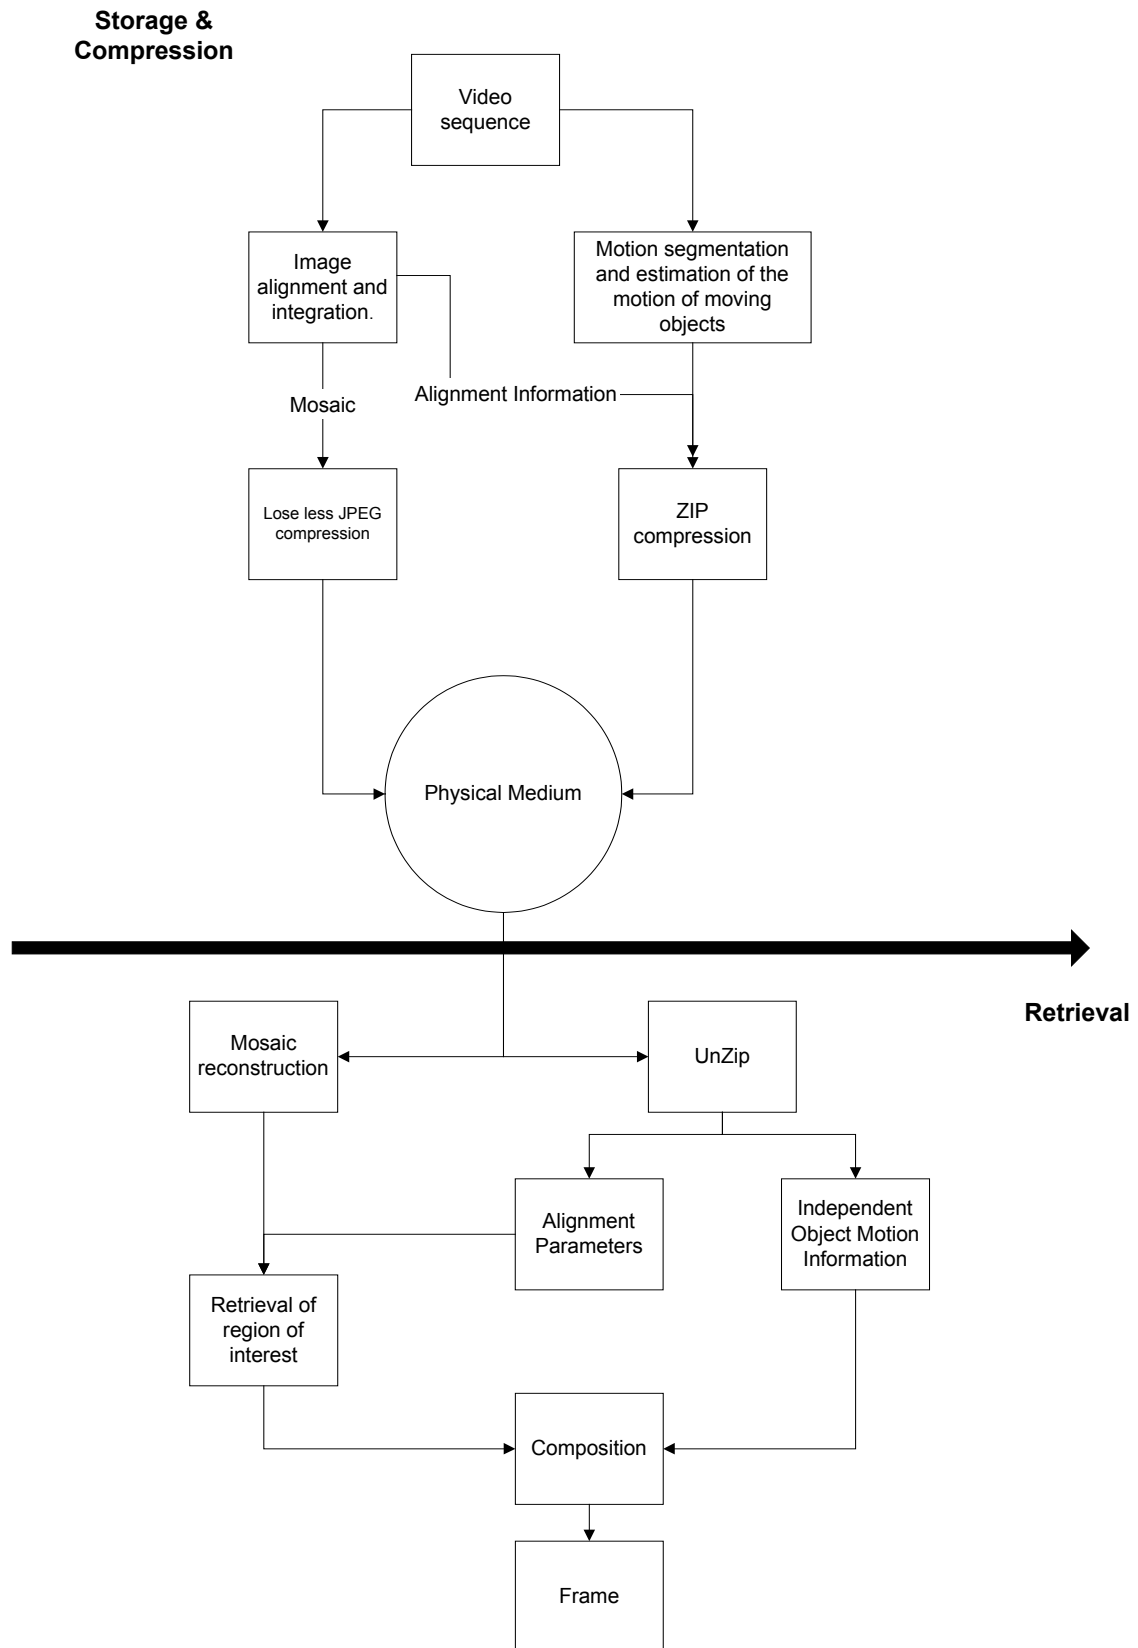 Storage &
Compression
Video
sequence
Image
alignment and
integration.
Motion segmentation
and estimation of the
motion of moving
objects
Mosaic
Alignment Information
Lose less JPEG
compression
ZIP
compression
Physical Medium
Retrieval
Mosaic
reconstruction
UnZip
Alignment
Parameters
Independent
Object Motion
Information
Retrieval of
region of
interest
Composition
Frame